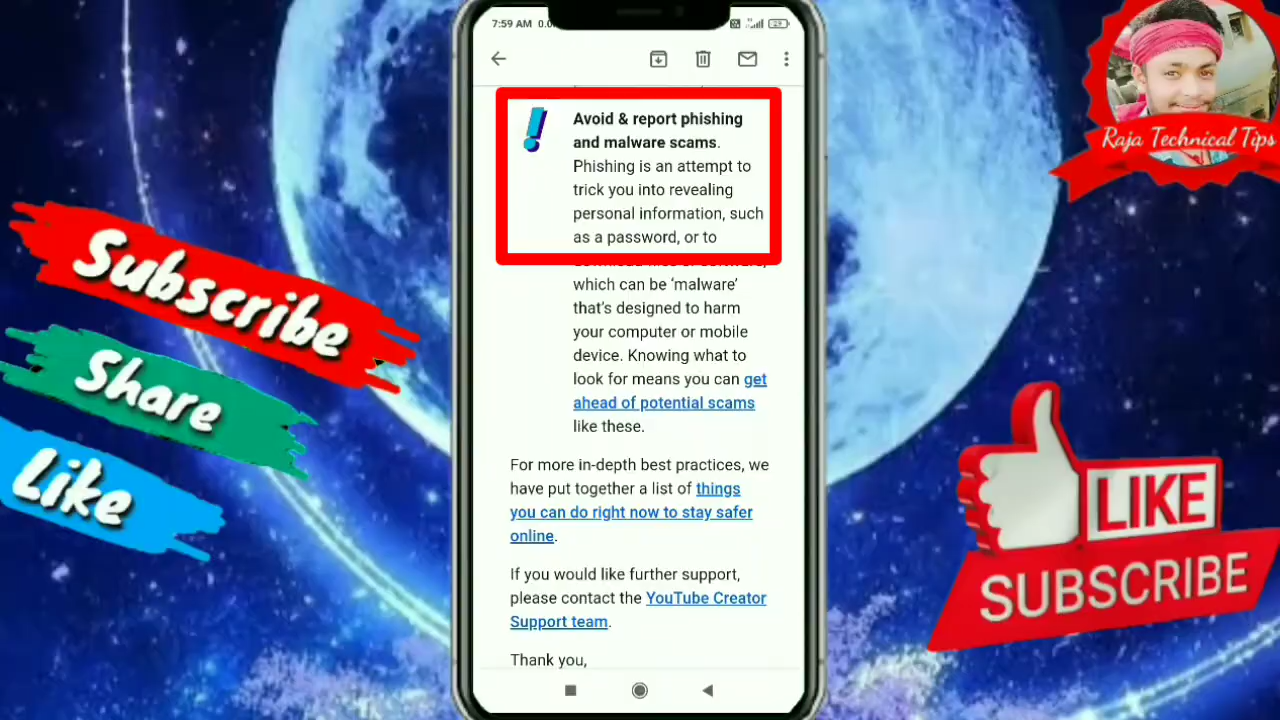 7:59 AM
Avoid & report phishing
and malware scams.
Phishing is an attempt to
trick you into revealing
personal information, such
as a password, or to
which can be ‘malware’
that’s designed to harm
your computer or mobile
device. Knowing what to
look for means you can get
ahead of potential scams
like these.
For more in-depth best practices, we
have put together a list of things
you can do right now to stay safer
online.
If you would like further support,
please contact the YouTube Creator
Support team.
Thank you,
Subscribe
Share
Like
Raja Technical Tips
LIKE
SUBSCRIBE